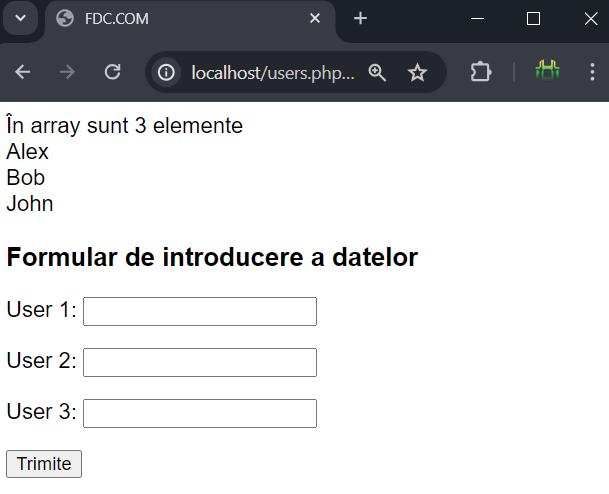 FDC.COM
localhost/users.php...
În array sunt 3 elemente
Alex
Bob
John
Formular de introducere a datelor
User 1:
User 2:
User 3:
Trimite